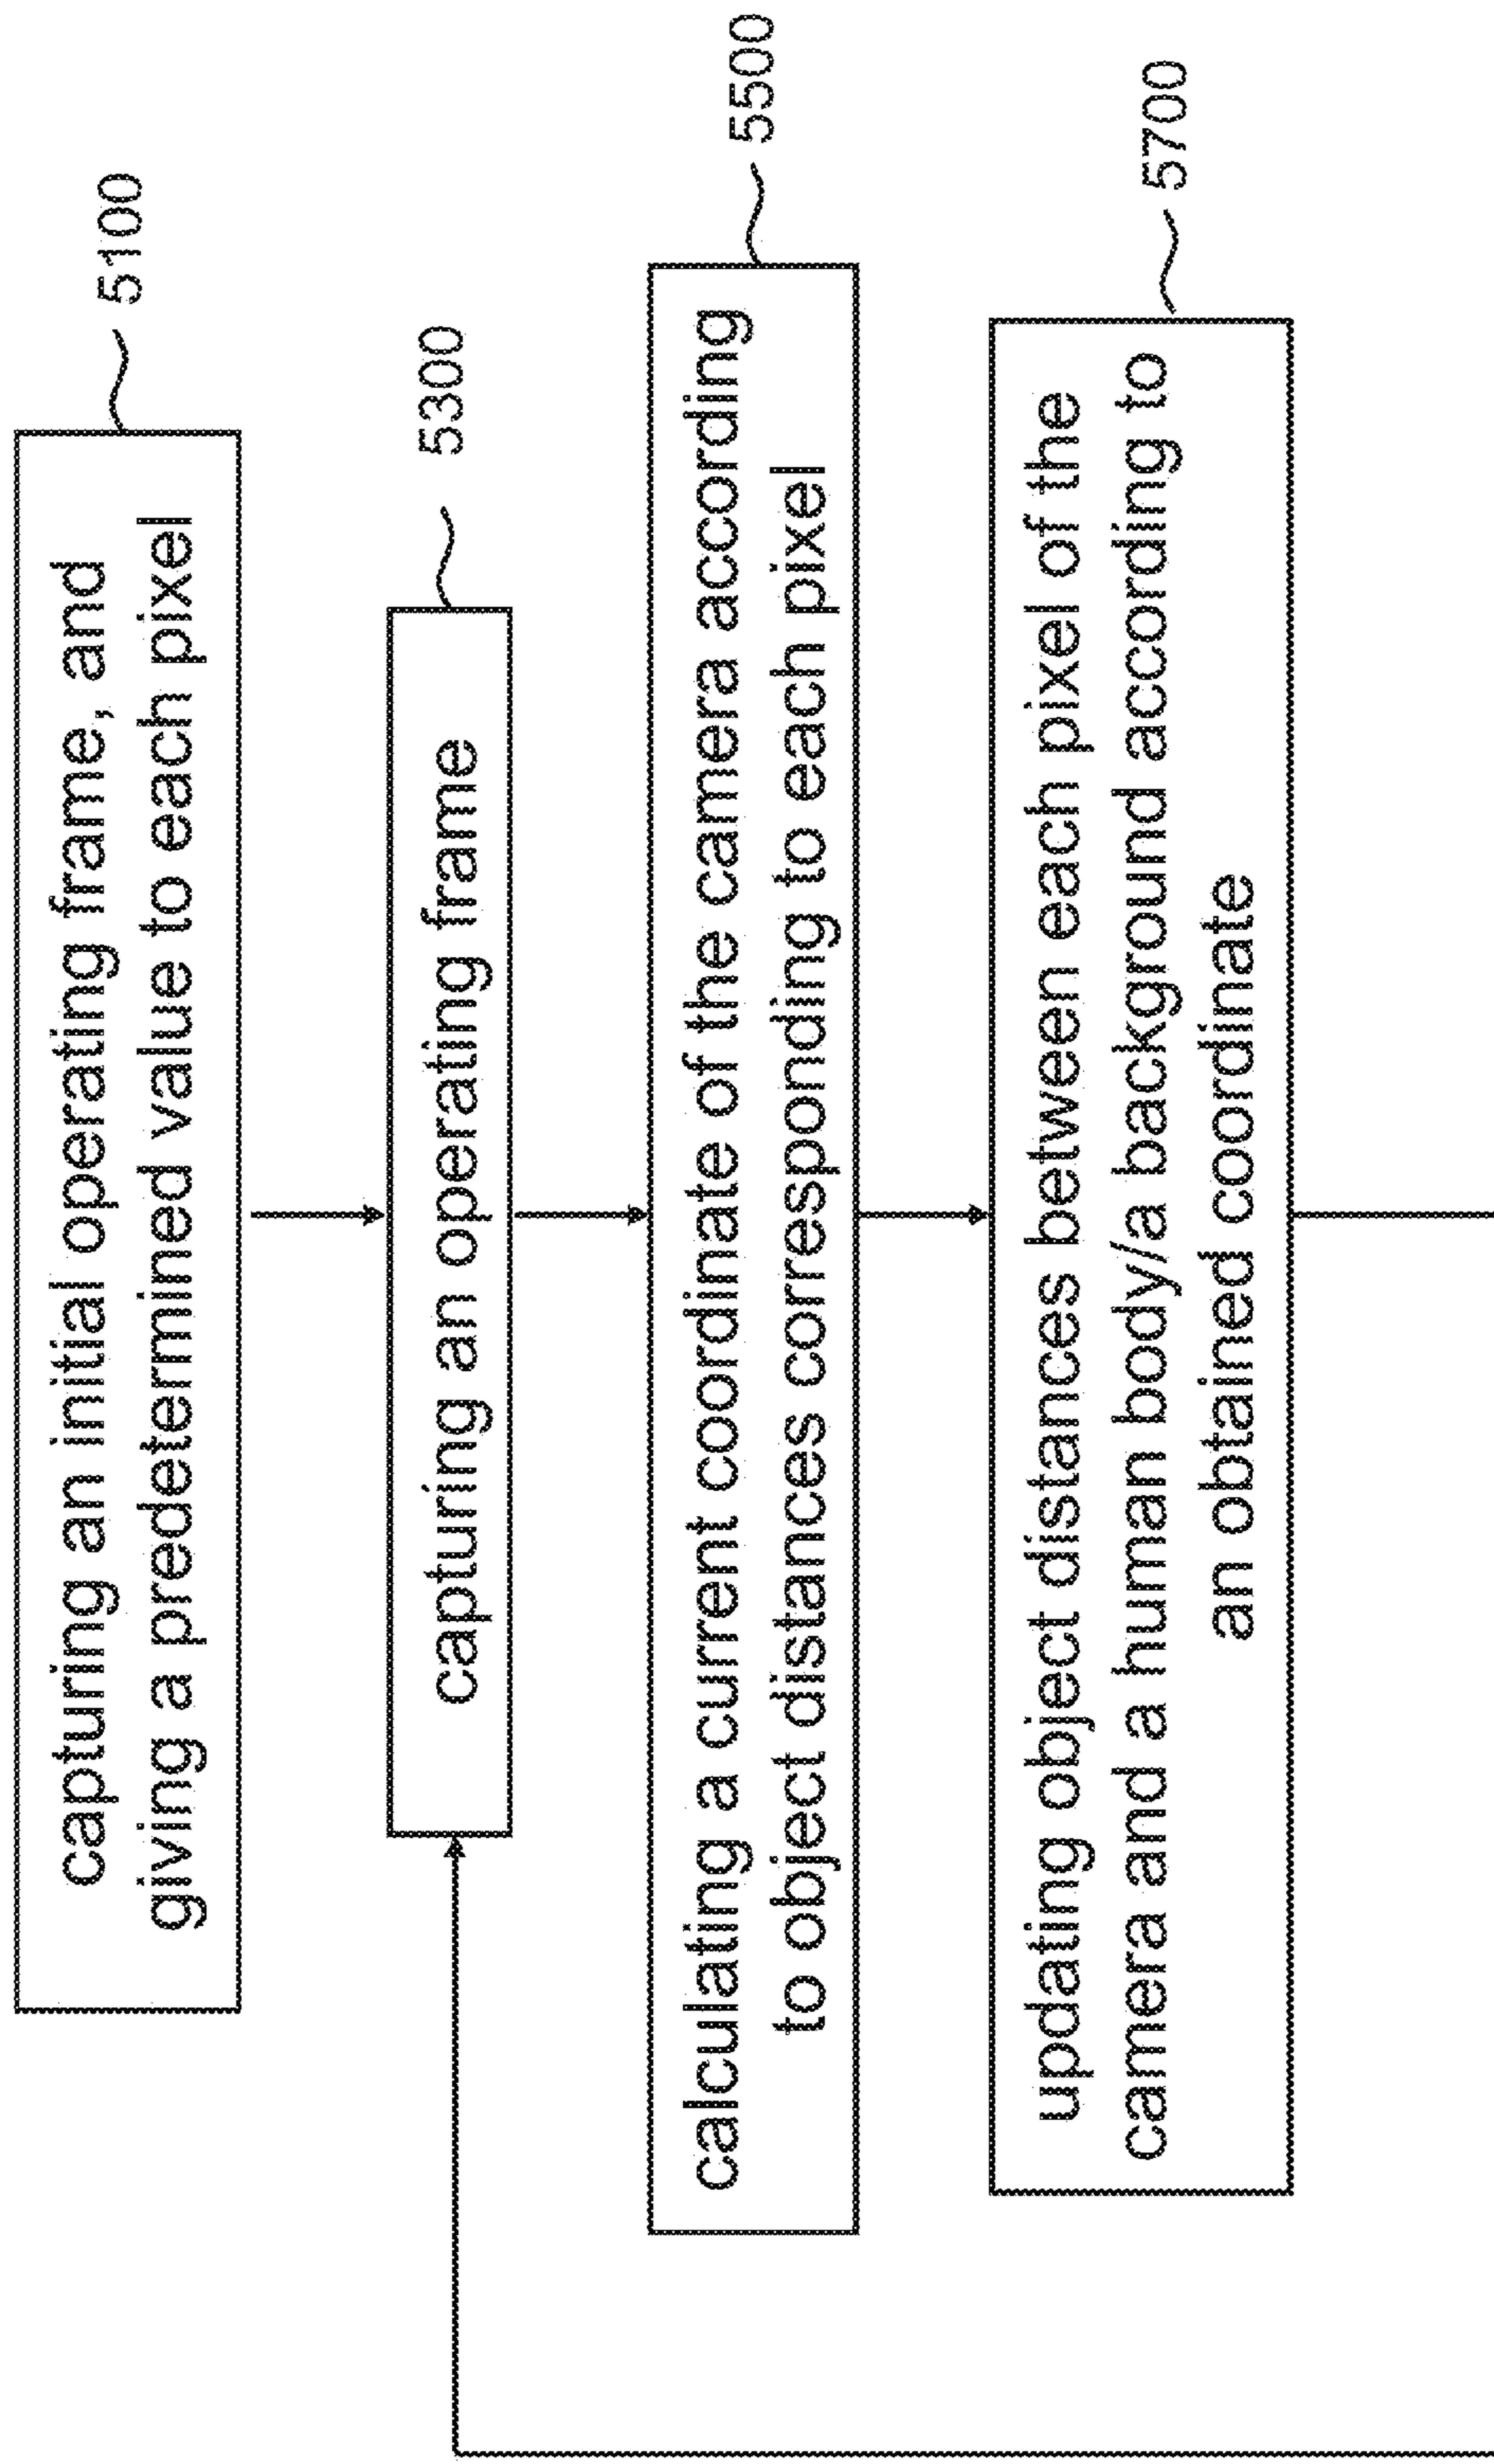 capturing an initial operating frame, and
giving a predetermined value to each pixel
5100
capturing an operating frame
5300
calculating a current coordinate of the camera according
to object distances corresponding to each pixel
5500
updating object distances between each pixel of the
camera and a human body/a background according to
an obtained coordinate
5700